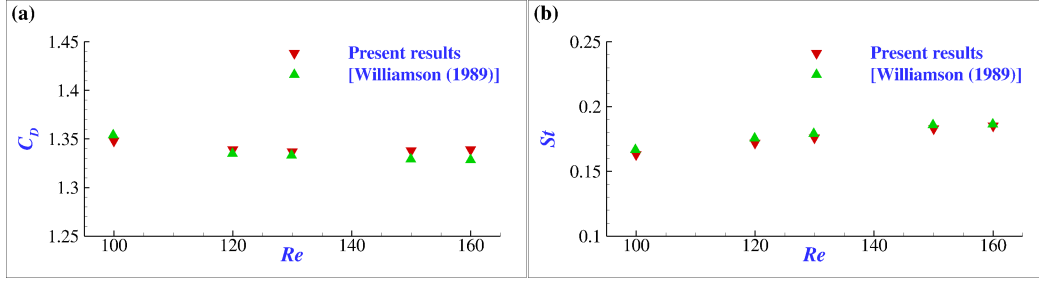 (a)
1.45
Present results
[Williamson (1989)]
1.4
C_D
1.35
1.3
1.25
100
120
140
160
Re
(b)
0.25
Present results
[Williamson (1989)]
0.2
St
0.15
0.1
100
120
140
160
Re